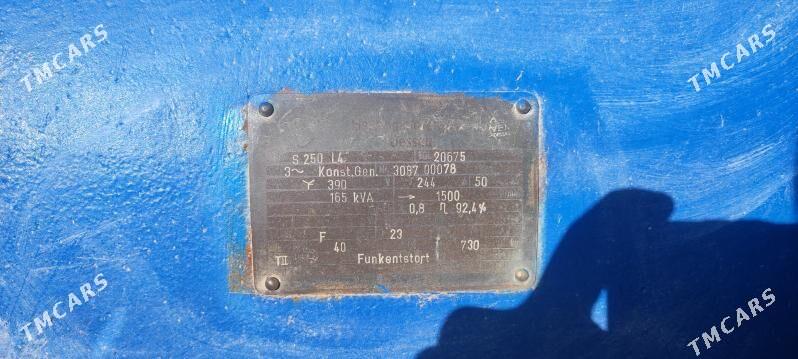 TMCARS
TMCARS
Dessau
S 250 L4 20675
3~ Konst.Gen. 3087 00078
Y 390 244 50
165 kVA → 1500
0,8 η 92,4%
F 23
40 730
TII Funkentstört
TMCARS
TMCARS